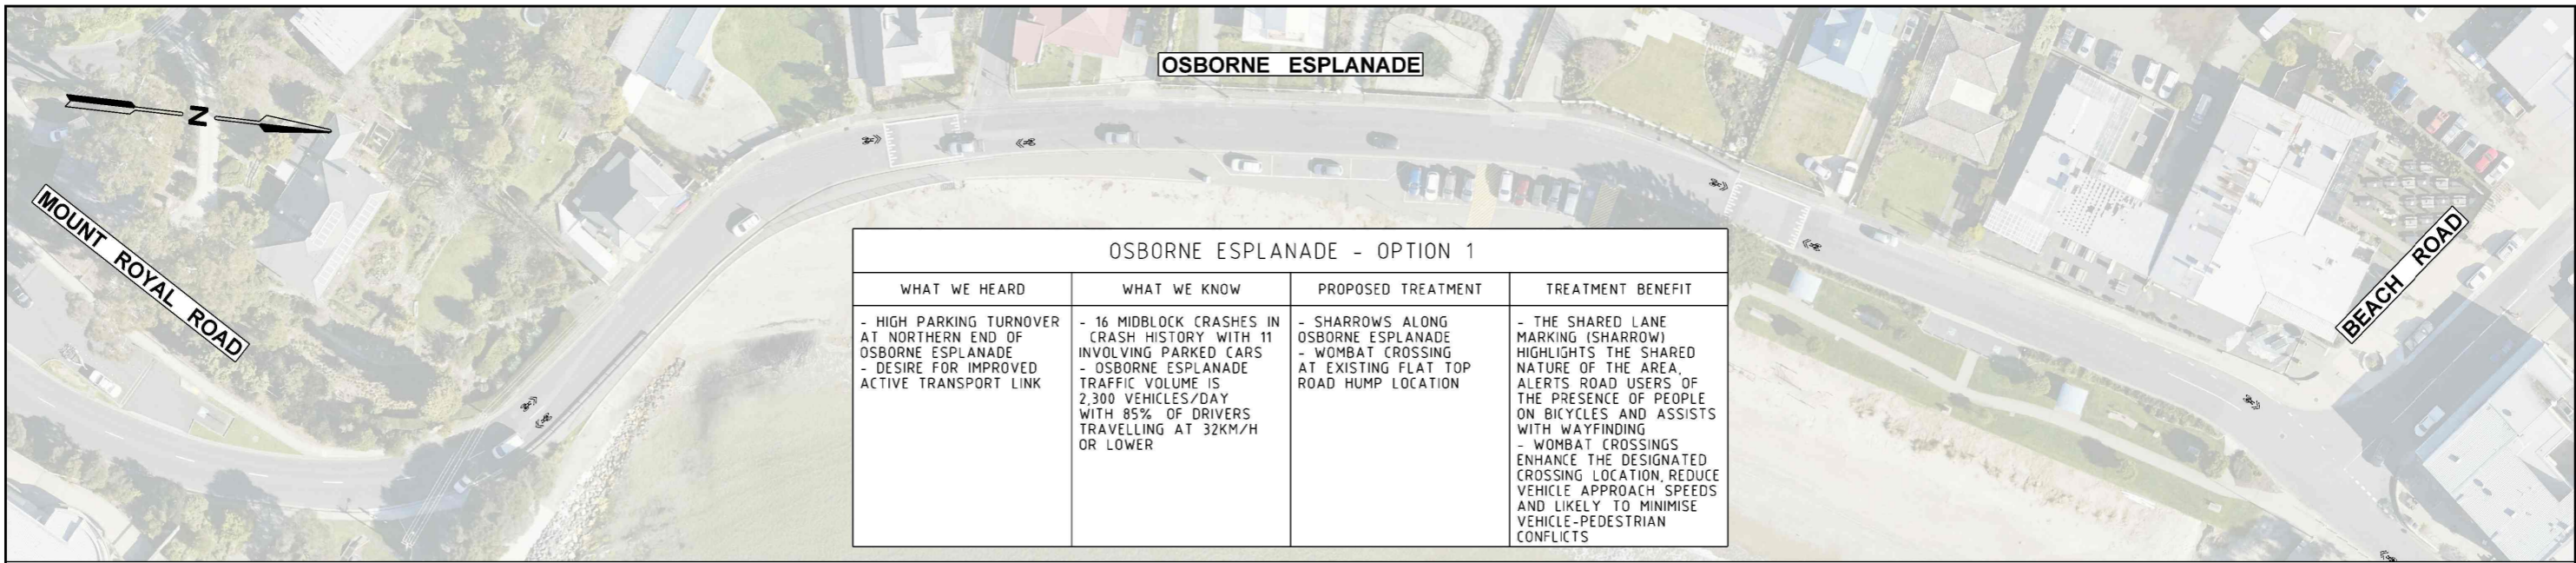 OSBORNE ESPLANADE
N
MOUNT ROYAL ROAD
BEACH ROAD
OSBORNE ESPLANADE - OPTION 1
WHAT WE HEARD
- HIGH PARKING TURNOVER
AT NORTHERN END OF
OSBORNE ESPLANADE
- DESIRE FOR IMPROVED
ACTIVE TRANSPORT LINK
WHAT WE KNOW
- 16 MIDBLOCK CRASHES IN
CRASH HISTORY WITH 11
INVOLVING PARKED CARS
- OSBORNE ESPLANADE
TRAFFIC VOLUME IS
2,300 VEHICLES/DAY
WITH 85% OF DRIVERS
TRAVELLING AT 32KM/H
OR LOWER
PROPOSED TREATMENT
- SHARROWS ALONG
OSBORNE ESPLANADE
- WOMBAT CROSSING
AT EXISTING FLAT TOP
ROAD HUMP LOCATION
TREATMENT BENEFIT
- THE SHARED LANE
MARKING (SHARROW)
HIGHLIGHTS THE SHARED
NATURE OF THE AREA,
ALERTS ROAD USERS OF
THE PRESENCE OF PEOPLE
ON BICYCLES AND ASSISTS
WITH WAYFINDING
- WOMBAT CROSSINGS
ENHANCE THE DESIGNATED
CROSSING LOCATION, REDUCE
VEHICLE APPROACH SPEEDS
AND LIKELY TO MINIMISE
VEHICLE-PEDESTRIAN
CONFLICTS